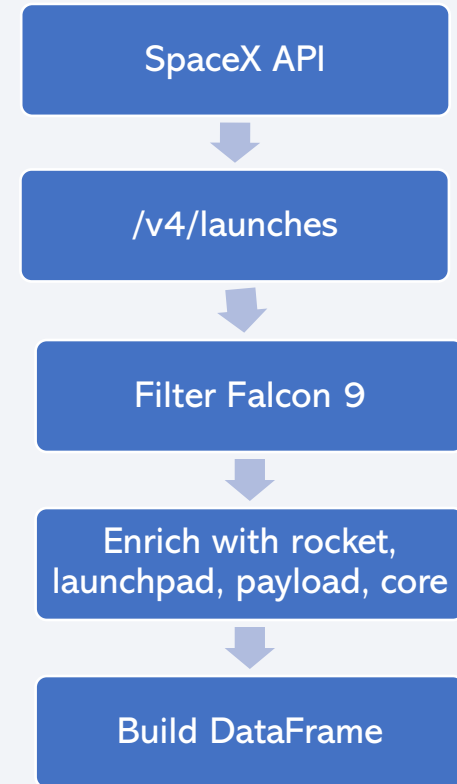 SpaceX API
/v4/launches
Filter Falcon 9
Enrich with rocket,
launchpad, payload, core
Build DataFrame